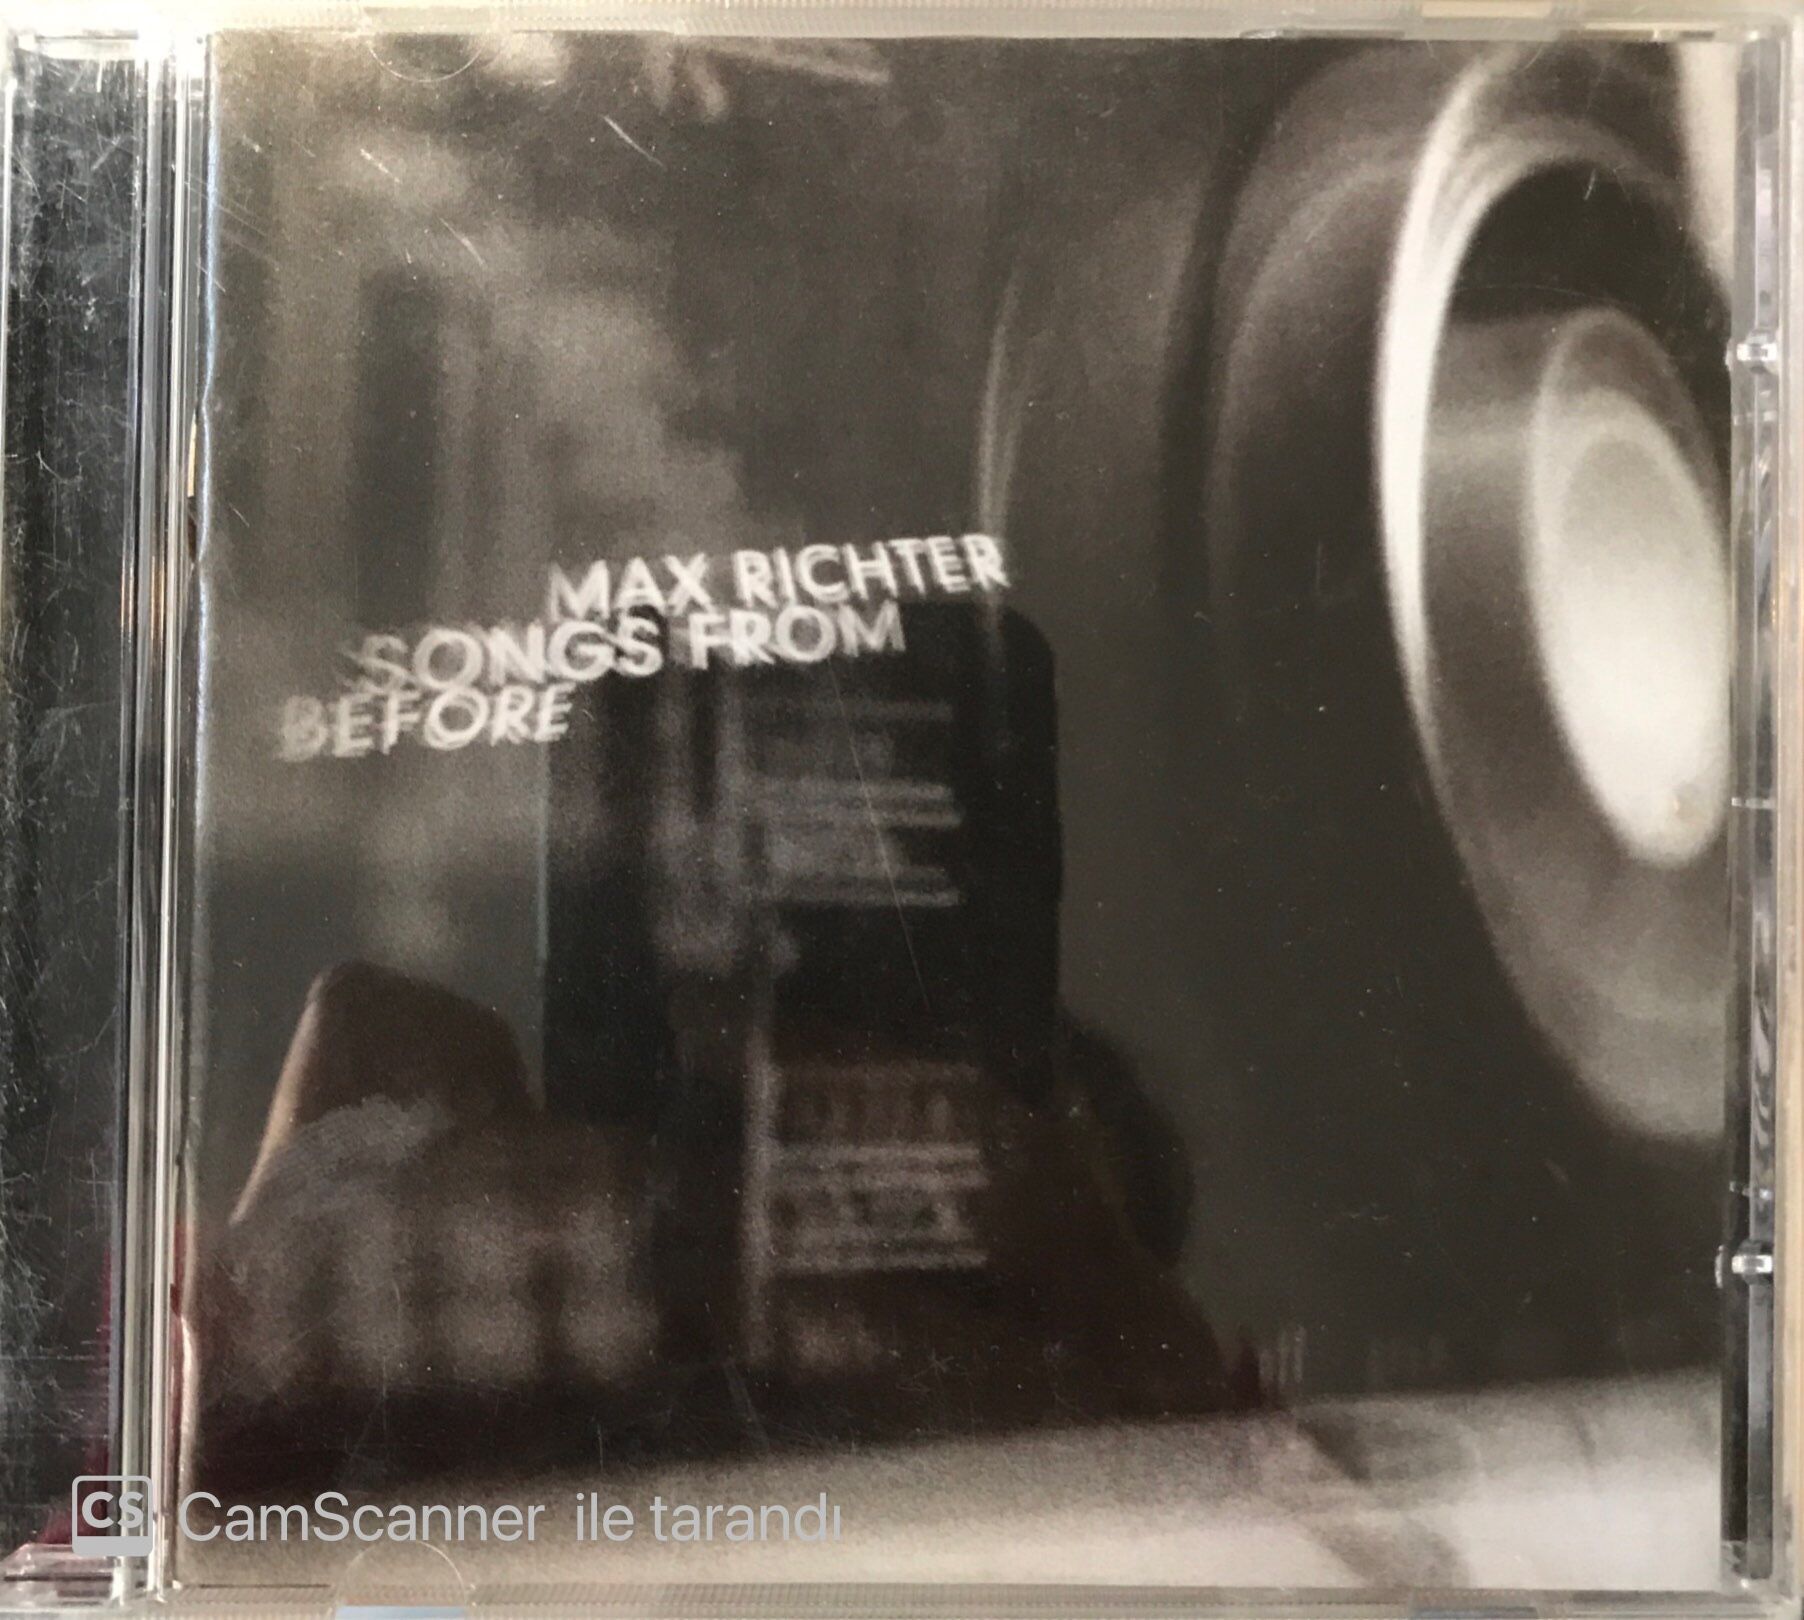 MAX RICHTER
SONGS FROM
BEFORE
CS CamScanner ile tarandı